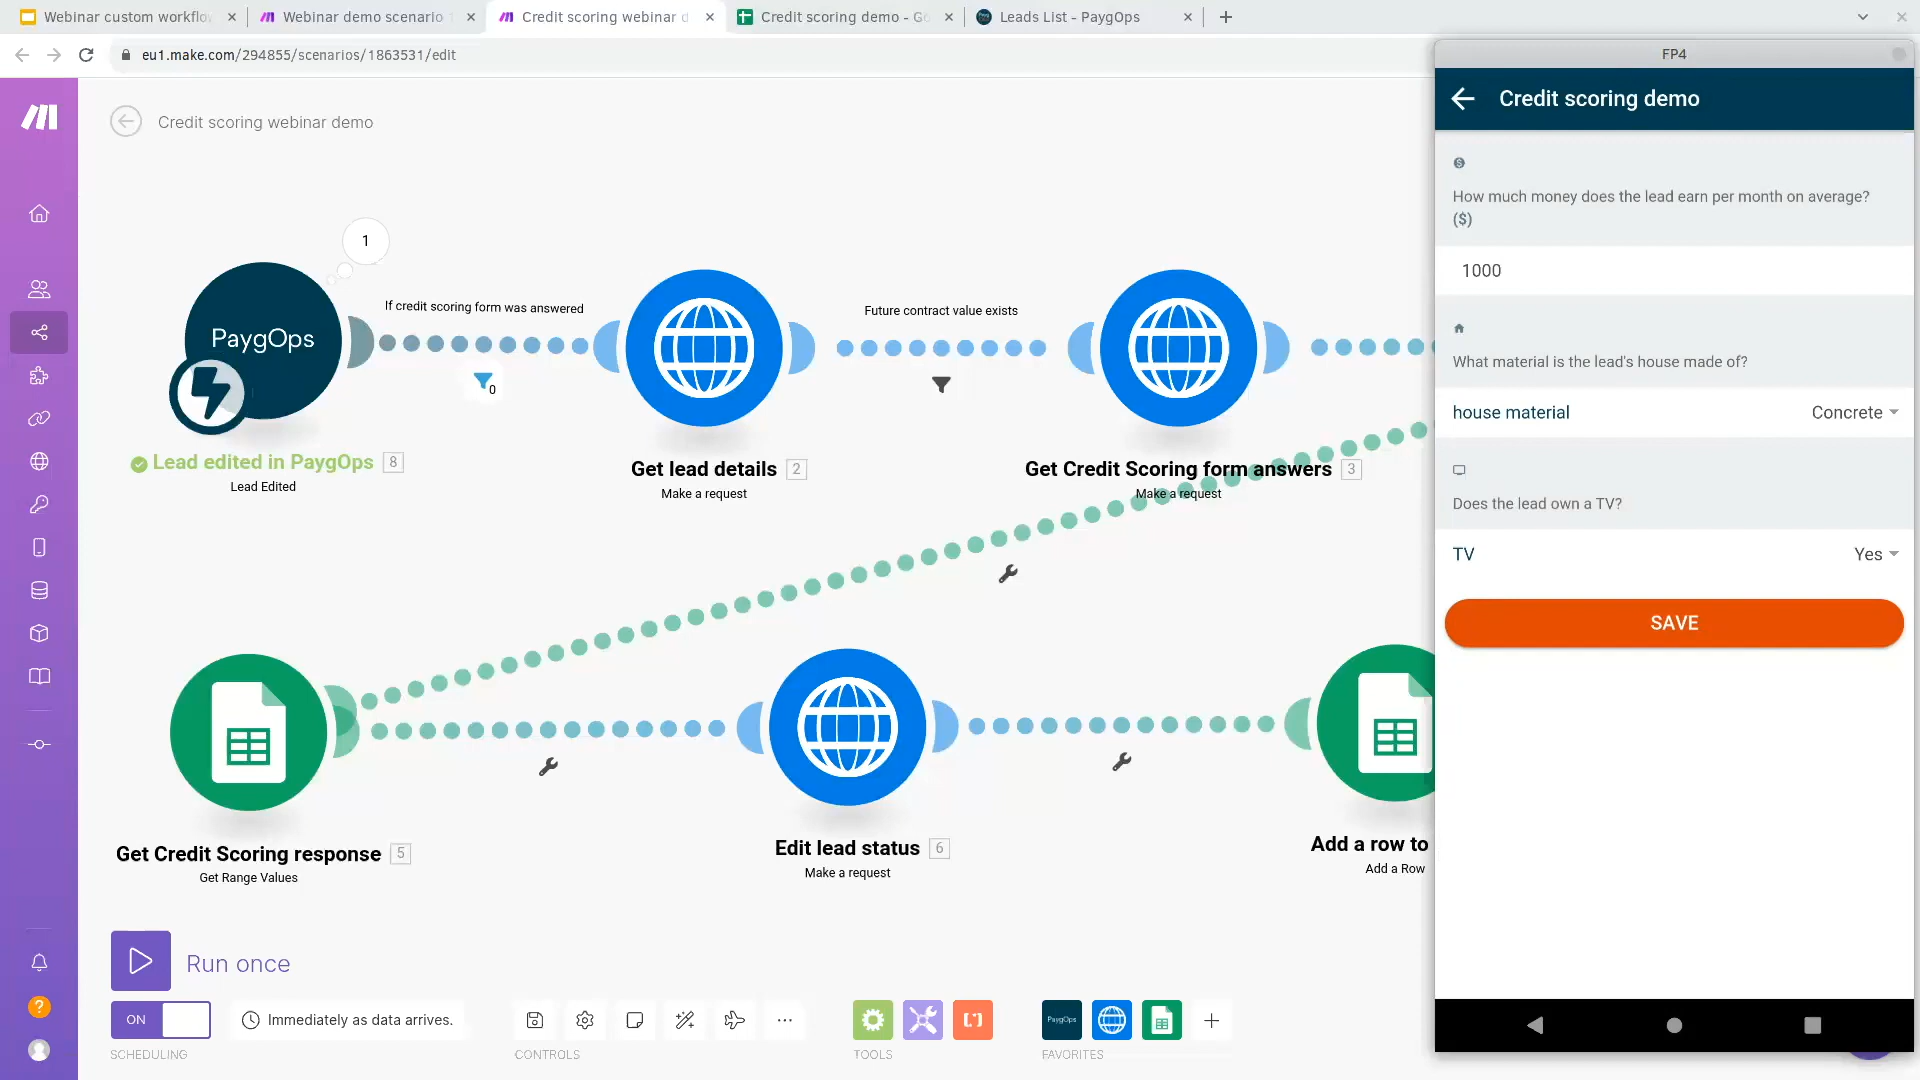 Webinar custom workflo
Webinar demo scenario
Credit scoring webinar d
Credit scoring demo - Go
Leads List - PaygOps
eu1.make.com/294855/scenarios/1863531/edit
Credit scoring webinar demo
1
PaygOps
If credit scoring form was answered
0
Future contract value exists
Lead edited in PaygOps 8
Lead Edited
Get lead details 2
Make a request
Get Credit Scoring form answers 3
Make a request
Get Credit Scoring response 5
Get Range Values
Edit lead status 6
Make a request
Add a row to
Add a Row
Run once
ON
Immediately as data arrives.
SCHEDULING
CONTROLS
TOOLS
PaygOps
FAVORITES
?
FP4
Credit scoring demo
How much money does the lead earn per month on average?
($)
1000
What material is the lead's house made of?
house material Concrete
Does the lead own a TV?
TV Yes
SAVE